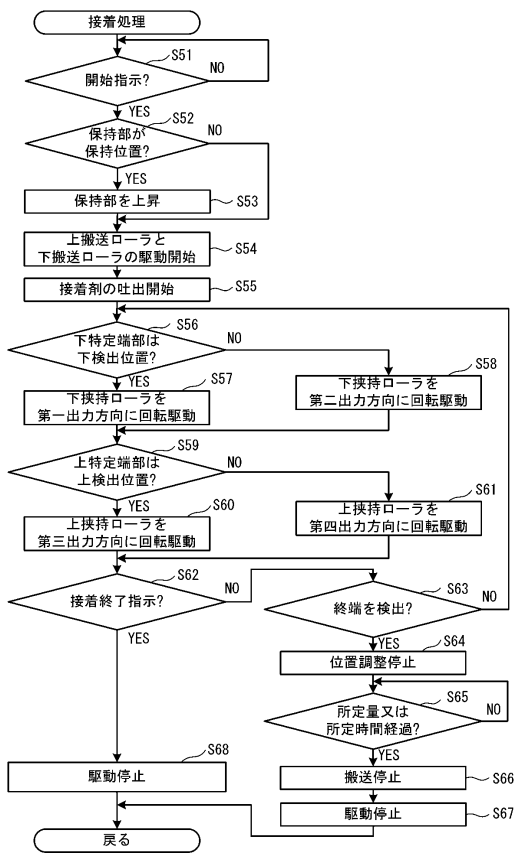 接着処理
S51
開始指示?
NO
YES
S52
保持部が
保持位置?
NO
YES
保持部を上昇
S53
上搬送ローラと
下搬送ローラの駆動開始
S54
接着剤の吐出開始
S55
S56
下特定端部は
下検出位置?
NO
YES
S57
下挟持ローラを
第一出力方向に回転駆動
S58
下挟持ローラを
第二出力方向に回転駆動
S59
上特定端部は
上検出位置?
NO
YES
S60
上挟持ローラを
第三出力方向に回転駆動
S61
上挟持ローラを
第四出力方向に回転駆動
S62
接着終了指示?
NO
YES
S63
終端を検出?
NO
YES
S64
位置調整停止
S65
所定量又は
所定時間経過?
NO
YES
搬送停止
S66
駆動停止
S67
S68
駆動停止
戻る